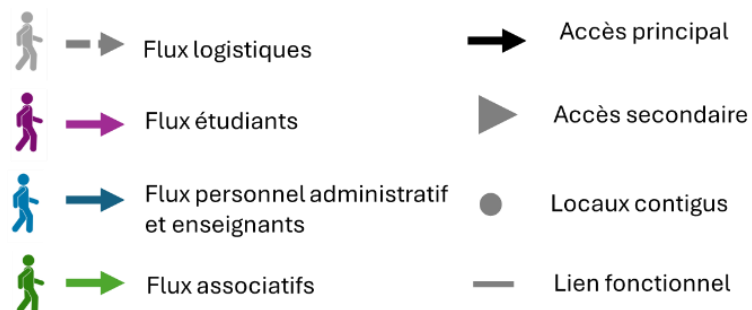 Flux logistiques
Accès principal
Flux étudiants
Accès secondaire
Flux personnel administratif
et enseignants
Locaux contigus
Flux associatifs
Lien fonctionnel